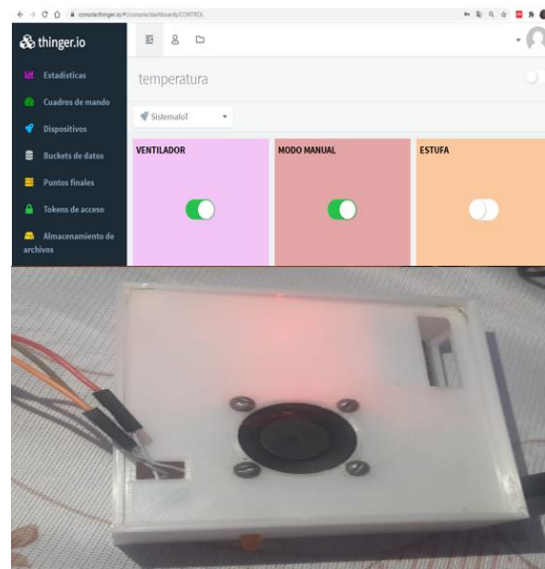 console.thinger.io/#!/console/dashboards/CONTROL
thinger.io
Estadísticas
Cuadros de mando
Dispositivos
Buckets de datos
Puntos finales
Tokens de acceso
Almacenamiento de
archivos
temperatura
SistemaIoT
VENTILADOR
MODO MANUAL
ESTUFA